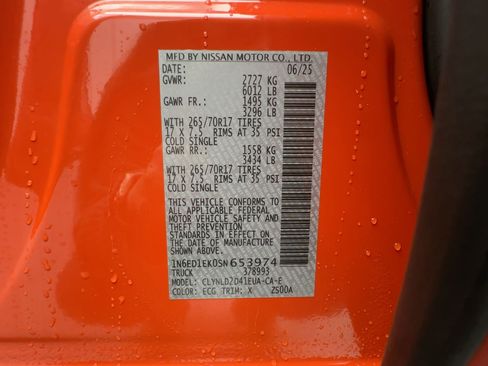 MFD BY NISSAN MOTOR CO., LTD.
DATE: 06/25
GVWR: 2727 KG
6012 LB
GAWR FR.: 1495 KG
3296 LB
WITH 265/70R17 TIRES
17 X 7.5 RIMS AT 35 PSI
COLD SINGLE
GAWR RR.: 1558 KG
3434 LB
WITH 265/70R17 TIRES
17 X 7.5 RIMS AT 35 PSI
COLD SINGLE
THIS VEHICLE CONFORMS TO
ALL APPLICABLE FEDERAL
MOTOR VEHICLE SAFETY AND
AND THEFT PREVENTION
STANDARDS IN EFFECT ON
THE DATE OF MANUFACTURE
SHOWN ABOVE.
1N6ED1EK0SN653974
TRUCK 378993
MODEL: CLYNLD2D41EUA-CA-E
COLOR: ECG TRIM: X 2S00A